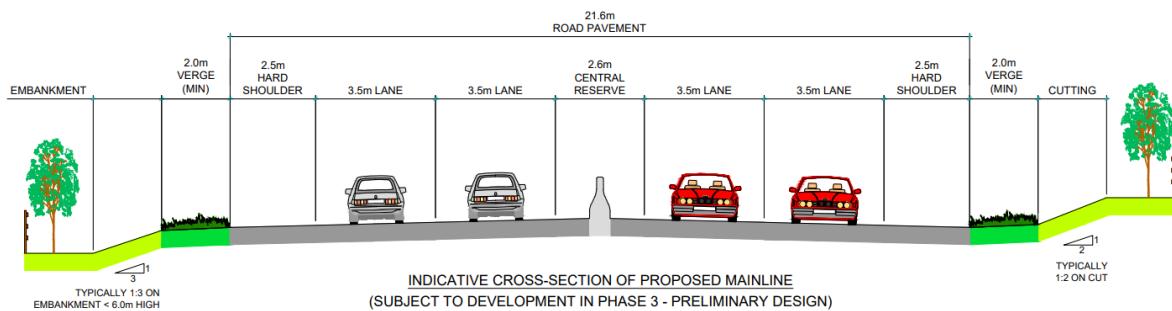 21.6m
ROAD PAVEMENT
EMBANKMENT
2.0m
VERGE
(MIN)
2.5m
HARD
SHOULDER
3.5m LANE
3.5m LANE
2.6m
CENTRAL
RESERVE
3.5m LANE
3.5m LANE
2.5m
HARD
SHOULDER
2.0m
VERGE
(MIN)
CUTTING
1
3
TYPICALLY 1:3 ON
EMBANKMENT < 6.0m HIGH
1
2
TYPICALLY
1:2 ON CUT
INDICATIVE CROSS-SECTION OF PROPOSED MAINLINE
(SUBJECT TO DEVELOPMENT IN PHASE 3 - PRELIMINARY DESIGN)